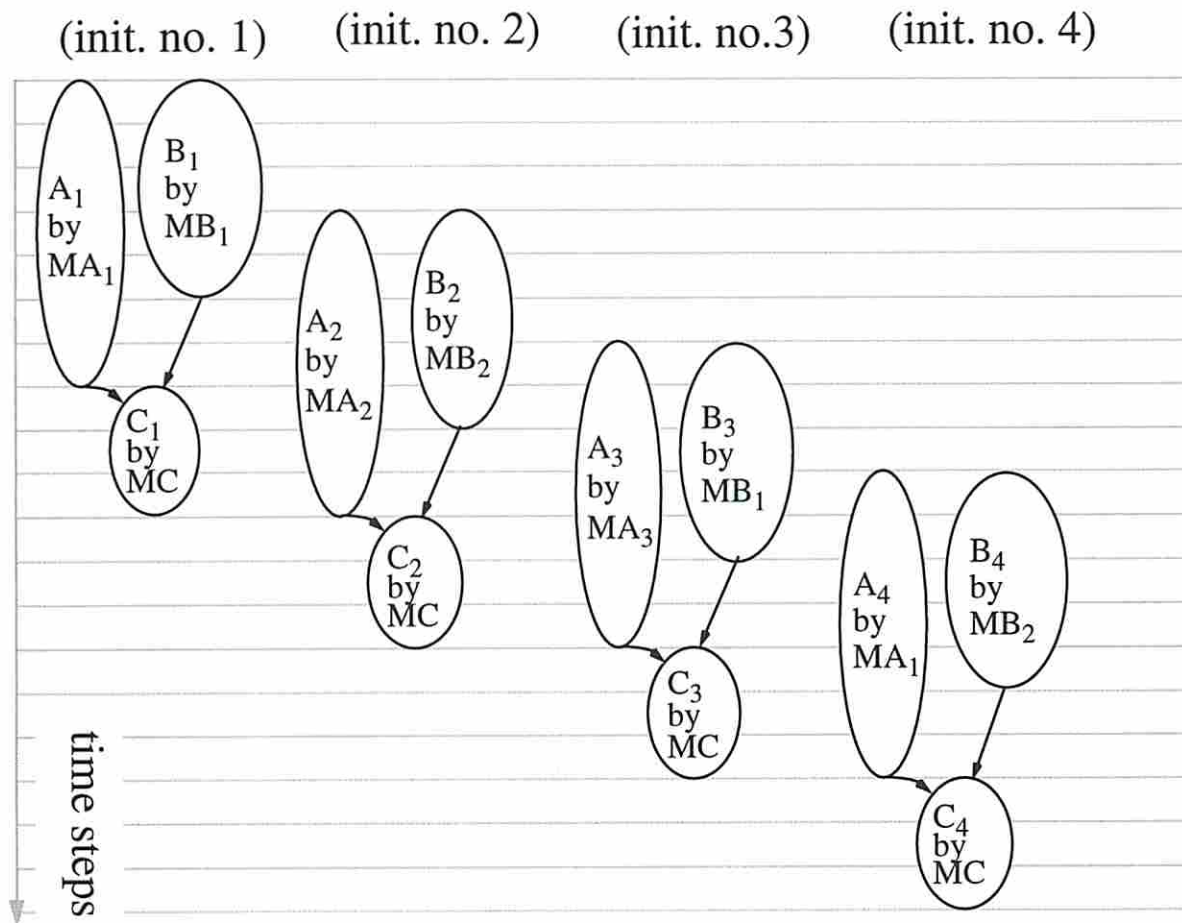 (init. no. 1)
(init. no. 2)
(init. no.3)
(init. no. 4)
A₁
by
MA₁
B₁
by
MB₁
C₁
by
MC
A₂
by
MA₂
B₂
by
MB₂
C₂
by
MC
A₃
by
MA₃
B₃
by
MB₁
C₃
by
MC
A₄
by
MA₁
B₄
by
MB₂
C₄
by
MC
time steps